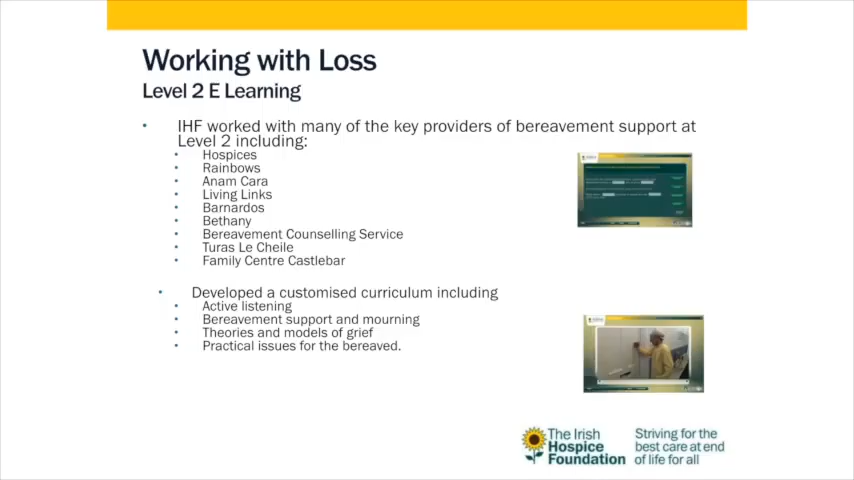 Working with Loss
Level 2 E Learning
• IHF worked with many of the key providers of bereavement support at
Level 2 including:
• Hospices
• Rainbows
• Anam Cara
• Living Links
• Barnardos
• Bethany
• Bereavement Counselling Service
• Turas Le Cheile
• Family Centre Castlebar
• Developed a customised curriculum including
• Active listening
• Bereavement support and mourning
• Theories and models of grief
• Practical issues for the bereaved.
The Irish
Hospice
Foundation
Striving for the
best care at end
of life for all